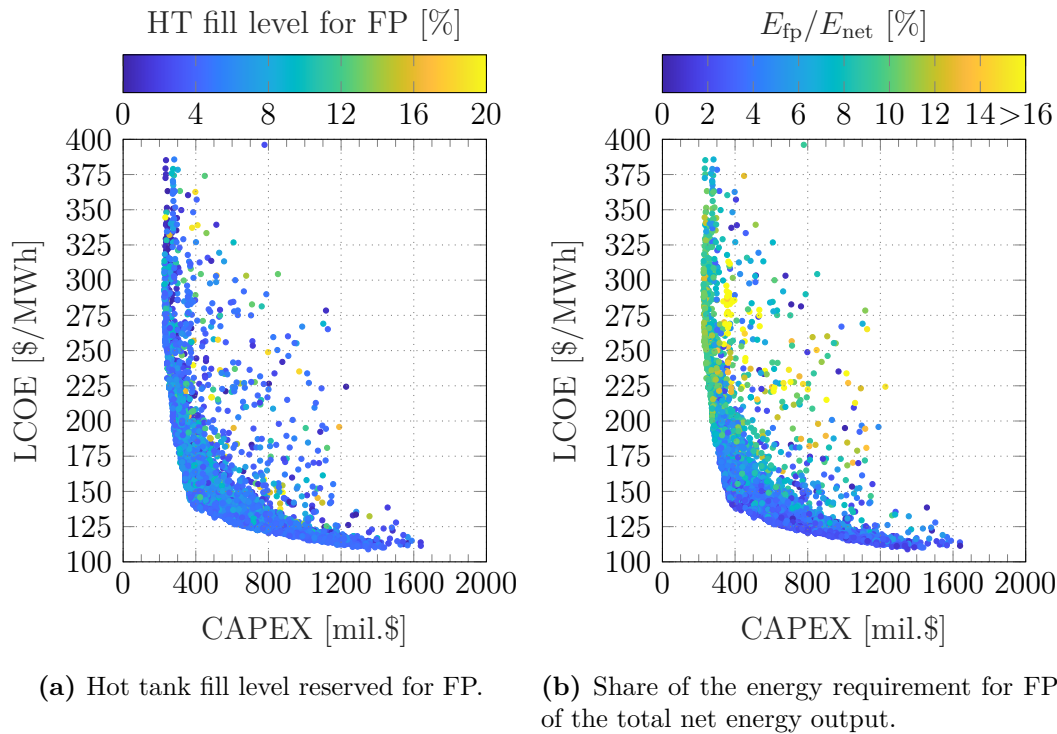 HT fill level for FP [%]
0 4 8 12 16 20
400
375
350
325
300
275
250
225
200
175
150
125
100
LCOE [$/MWh]
0 400 800 1200 1600 2000
CAPEX [mil.$]
(a) Hot tank fill level reserved for FP.
E_fp/E_net [%]
0 2 4 6 8 10 12 14 >16
400
375
350
325
300
275
250
225
200
175
150
125
100
LCOE [$/MWh]
0 400 800 1200 1600 2000
CAPEX [mil.$]
(b) Share of the energy requirement for FP
of the total net energy output.